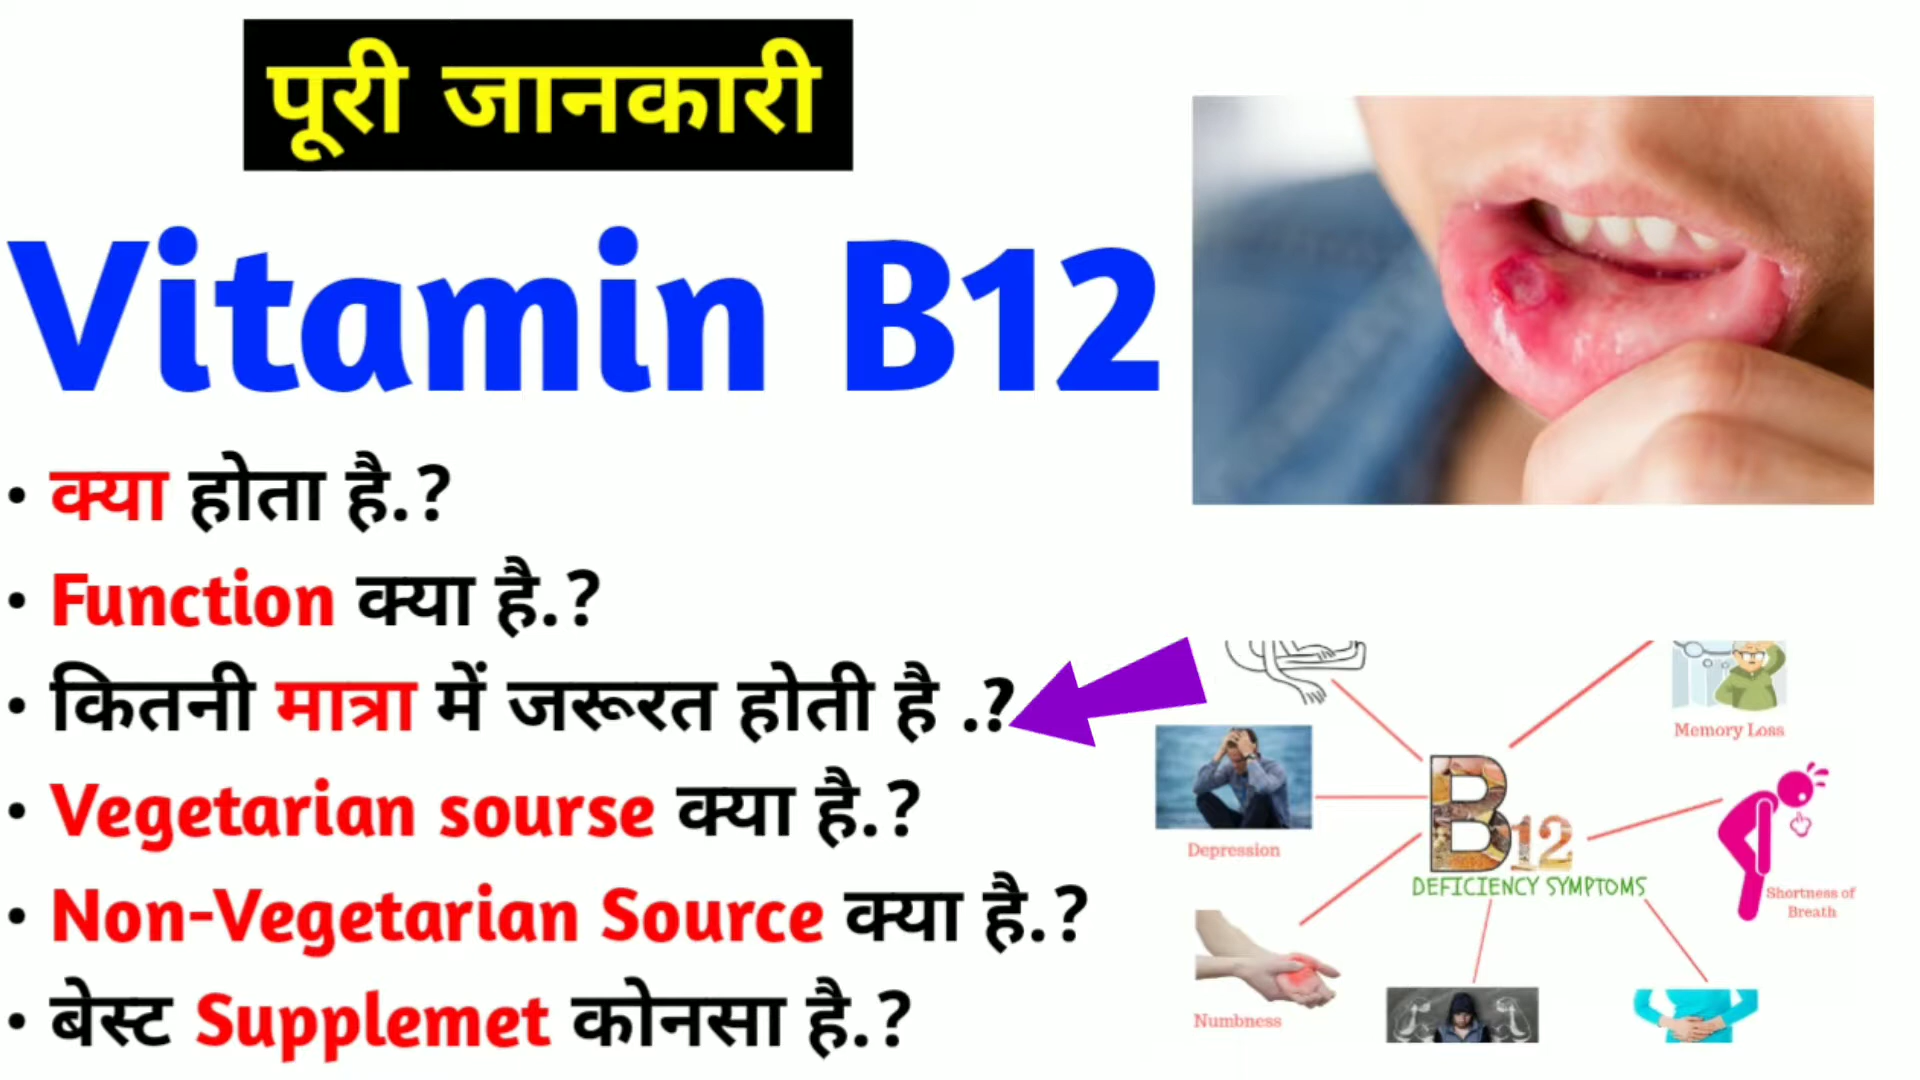 पूरी जानकारी
Vitamin B12
• क्या होता है.?
• Function क्या है.?
• कितनी मात्रा में जरूरत होती है .?
• Vegetarian sourse क्या है.?
• Non-Vegetarian Source क्या है.?
• बेस्ट Supplemet कोनसा है.?
Memory Loss
Depression
B12
DEFICIENCY SYMPTOMS
Shortness of
Breath
Numbness